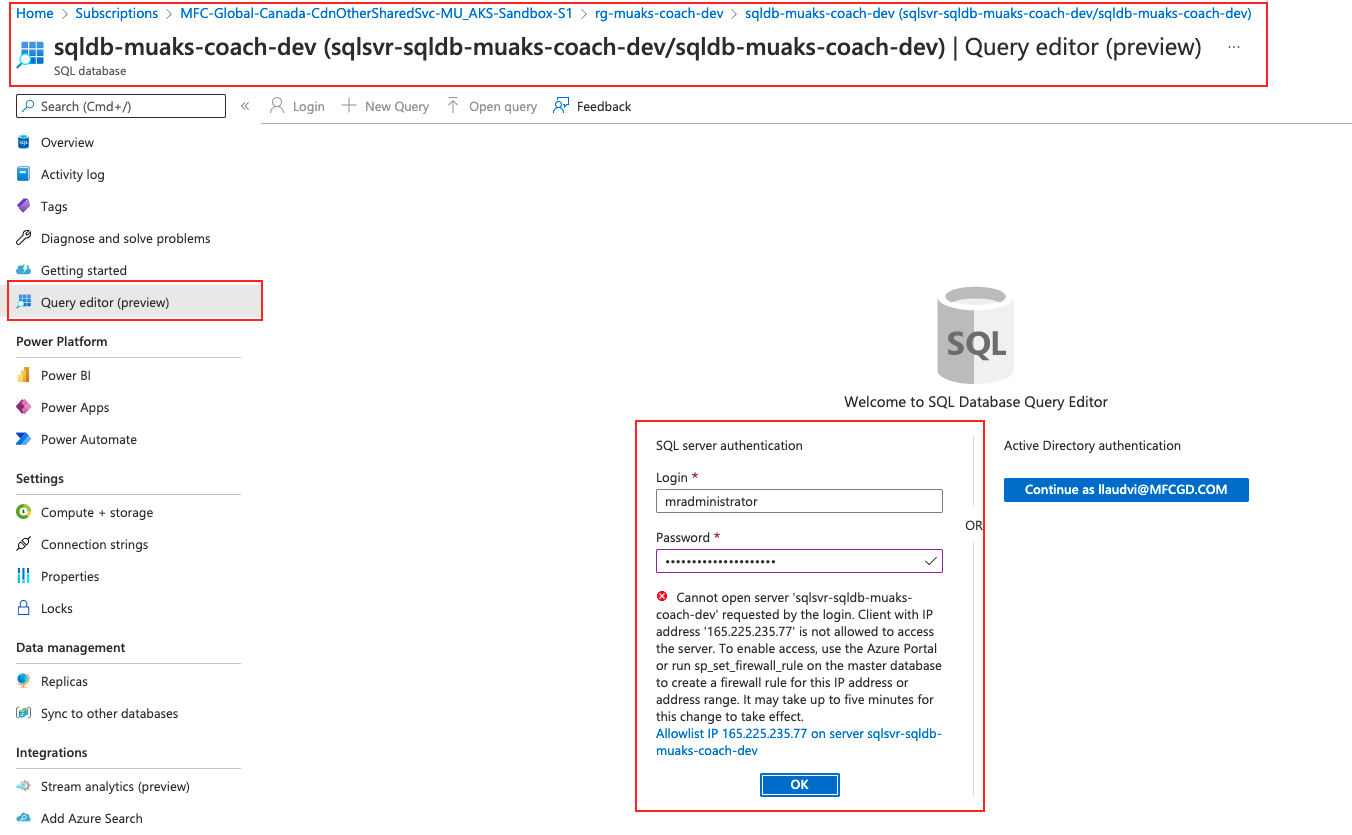 Home > Subscriptions > MFC-Global-Canada-CdnOtherSharedSvc-MU_AKS-Sandbox-S1 > rg-muaks-coach-dev > sqldb-muaks-coach-dev (sqlsvr-sqldb-muaks-coach-dev/sqldb-muaks-coach-dev)
sqldb-muaks-coach-dev (sqlsvr-sqldb-muaks-coach-dev/sqldb-muaks-coach-dev) | Query editor (preview) ...
SQL database
Search (Cmd+/)
«
Login
New Query
Open query
Feedback
Overview
Activity log
Tags
Diagnose and solve problems
Getting started
Query editor (preview)
Power Platform
Power BI
Power Apps
Power Automate
Settings
Compute + storage
Connection strings
Properties
Locks
Data management
Replicas
Sync to other databases
Integrations
Stream analytics (preview)
Add Azure Search
SQL
Welcome to SQL Database Query Editor
SQL server authentication
Login *
mradministrator
Password *
•••••••••••••••••••••
Cannot open server 'sqlsvr-sqldb-muaks-
coach-dev' requested by the login. Client with IP
address '165.225.235.77' is not allowed to access
the server. To enable access, use the Azure Portal
or run sp_set_firewall_rule on the master database
to create a firewall rule for this IP address or
address range. It may take up to five minutes for
this change to take effect.
Allowlist IP 165.225.235.77 on server sqlsvr-sqldb-
muaks-coach-dev
OK
OR
Active Directory authentication
Continue as llaudvi@MFCGD.COM